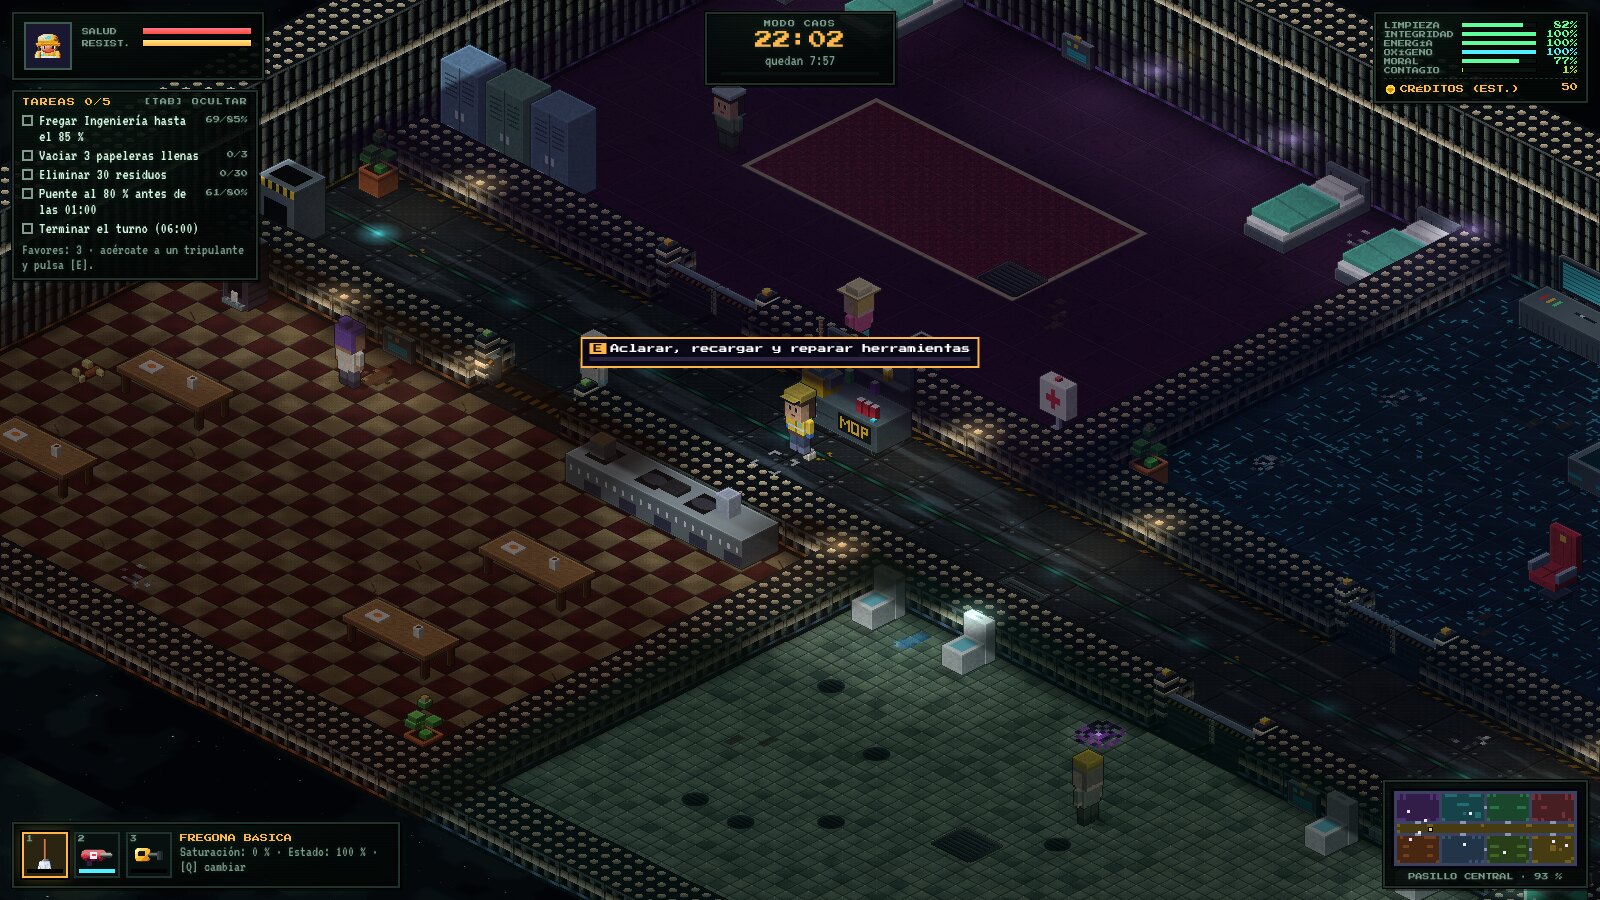 SALUD
RESIST.
MODO CAOS
22:02
quedan 7:57
LIMPIEZA 82%
INTEGRIDAD 100%
ENERGíA 100%
OXíGENO 100%
MORAL 77%
CONTAGIO 1%
CRéDITOS (EST.) 50
TAREAS 0/5 [TAB] OCULTAR
Fregar Ingeniería hasta 69/85%
el 85 %
Vaciar 3 papeleras llenas 0/3
Eliminar 30 residuos 0/30
Puente al 80 % antes de 61/80%
las 01:00
Terminar el turno (06:00)
Favores: 3 · acércate a un tripulante
y pulsa [E].
E Aclarar, recargar y reparar herramientas
MOP
1 2 3
FREGONA BáSICA
Saturación: 0 % · Estado: 100 % ·
[Q] cambiar
PASILLO CENTRAL · 93 %